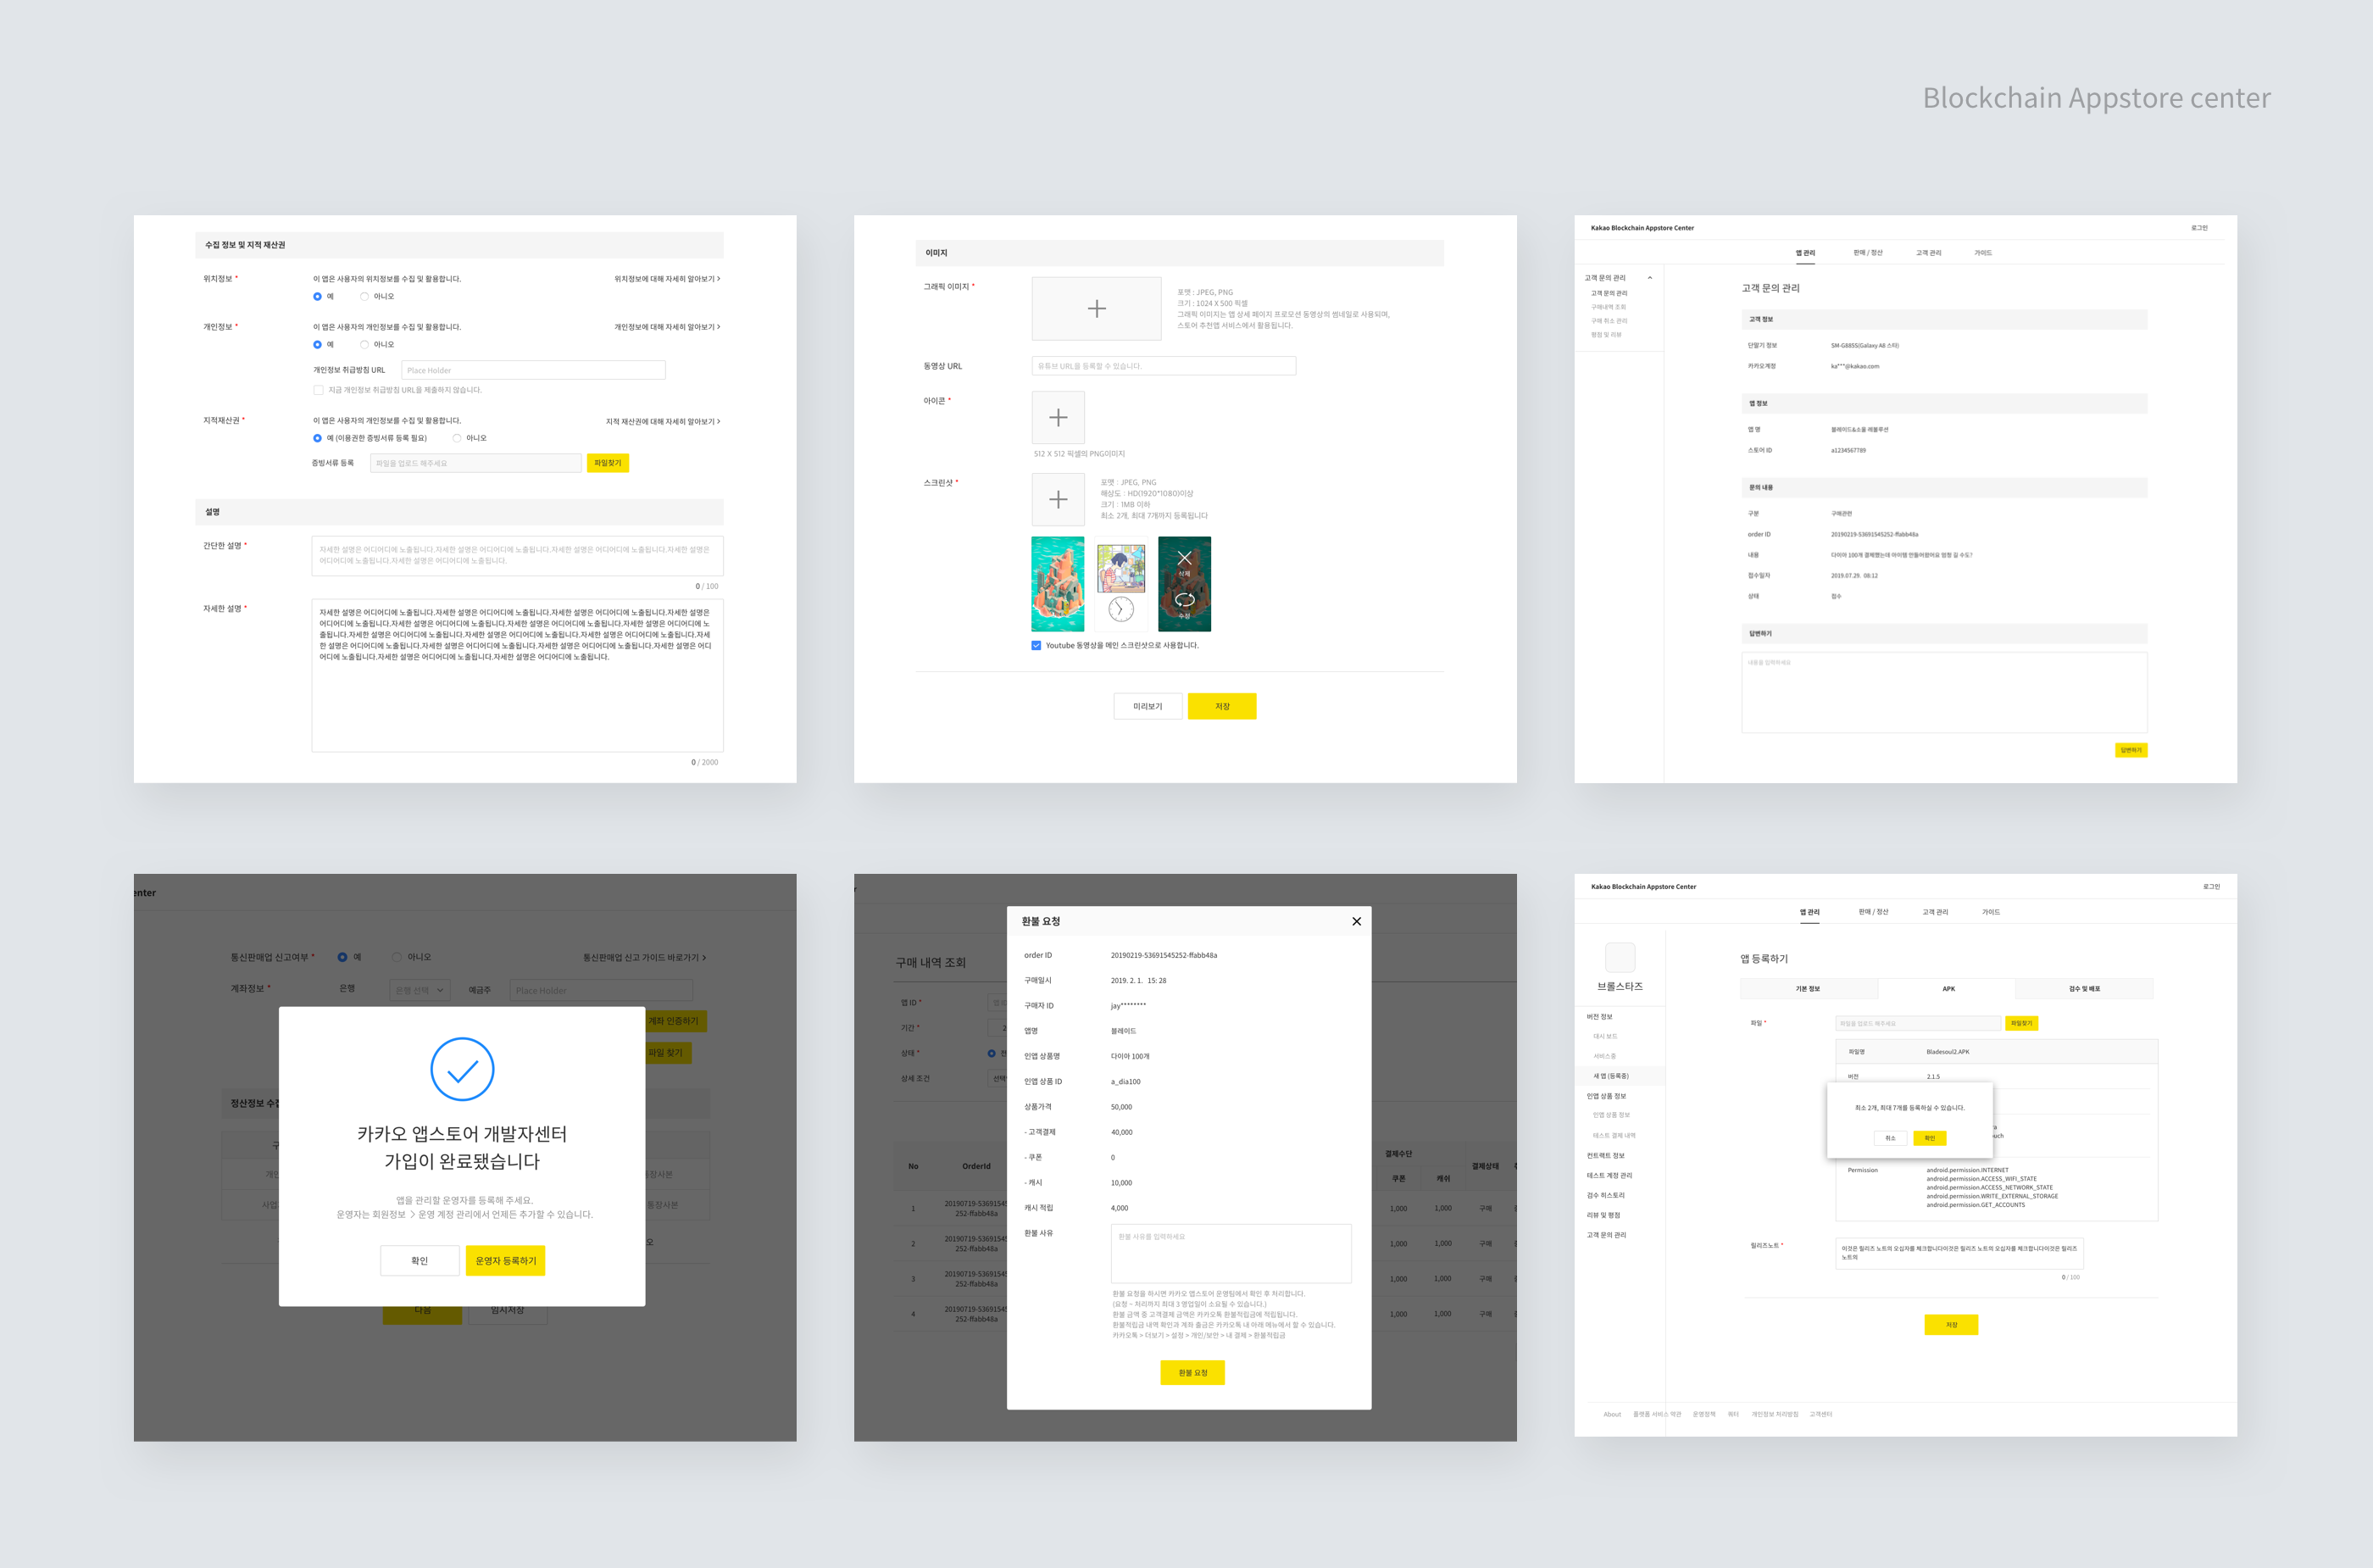 Blockchain Appstore center
수집 정보 및 지적 재산권
위치정보 * 이 앱은 사용자의 위치정보를 수집 및 활용합니다. 위치정보에 대해 자세히 알아보기 >
예 아니오
개인정보 * 이 앱은 사용자의 개인정보를 수집 및 활용합니다. 개인정보에 대해 자세히 알아보기 >
예 아니오
개인정보 취급방침 URL Place Holder
지금 개인정보 취급방침 URL을 제출하지 않습니다.
지적재산권 * 이 앱은 사용자의 개인정보를 수집 및 활용합니다. 지적 재산권에 대해 자세히 알아보기 >
예 (이용권한 증빙서류 등록 필요) 아니오
증빙서류 등록 파일을 업로드 해주세요 파일찾기
설명
간단한 설명 * 자세한 설명은 어디어디에 노출됩니다.자세한 설명은 어디어디에 노출됩니다.자세한 설명은 어디어디에 노출됩니다.자세한 설명은
어디어디에 노출됩니다.자세한 설명은 어디어디에 노출됩니다.
0 / 100
자세한 설명 * 자세한 설명은 어디어디에 노출됩니다.자세한 설명은 어디어디에 노출됩니다.자세한 설명은 어디어디에 노출됩니다.자세한 설명은
어디어디에 노출됩니다.자세한 설명은 어디어디에 노출됩니다.자세한 설명은 어디어디에 노출됩니다.자세한 설명은 어디어디에 노
출됩니다.자세한 설명은 어디어디에 노출됩니다.자세한 설명은 어디어디에 노출됩니다.자세한 설명은 어디어디에 노출됩니다.자세
한 설명은 어디어디에 노출됩니다.자세한 설명은 어디어디에 노출됩니다.자세한 설명은 어디어디에 노출됩니다.자세한 설명은 어디
어디에 노출됩니다.자세한 설명은 어디어디에 노출됩니다.자세한 설명은 어디어디에 노출됩니다.
0 / 2000
이미지
그래픽 이미지 *
포맷 : JPEG, PNG
크기 : 1024 X 500 픽셀
그래픽 이미지는 앱 상세 페이지 프로모션 동영상의 썸네일로 사용되며,
스토어 추천앱 서비스에서 활용됩니다.
동영상 URL 유튜브 URL를 등록할 수 있습니다.
아이콘 *
512 X 512 픽셀의 PNG이미지
스크린샷 *
포맷 : JPEG, PNG
해상도 : HD(1920*1080)이상
크기 : 1MB 이하
최소 2개, 최대 7개까지 등록됩니다
삭제
수정
Youtube 동영상을 메인 스크린샷으로 사용합니다.
미리보기 저장
Kakao Blockchain Appstore Center 로그인
앱 관리 판매 / 정산 고객 관리 가이드
고객 문의 관리
고객 문의 관리
구매내역 조회
구매 취소 관리
평점 및 리뷰
고객 문의 관리
고객 정보
단말기 정보 SM-G885S(Galaxy A8 스타)
카카오계정 ka***@kakao.com
앱 정보
앱 명 블레이드&소울 레볼루션
스토어 ID a1234567789
문의 내용
구분 구매관련
order ID 20190219-53691545252-ffabb48a
내용 다이아 100개 결제했는데 아이템 안들어왔어요 엄청 길 수도?
접수일자 2019.07.29. 08:12
상태 접수
답변하기
내용을 입력하세요
답변하기
enter
통신판매업 신고여부 * 예 아니오 통신판매업 신고 가이드 바로가기 >
계좌정보 * 은행 은행 선택 예금주 Place Holder
계좌 인증하기
파일 찾기
정산정보 수집
통장사본
통장사본
카카오 앱스토어 개발자센터
가입이 완료됐습니다
앱을 관리할 운영자를 등록해 주세요.
운영자는 회원정보 > 운영 계정 관리에서 언제든 추가할 수 있습니다.
확인 운영자 등록하기
다음 임시저장
구매 내역 조회
앱 ID *
기간 * 2
상태 *
상세 조건 선택
No OrderId 결제수단 결제상태
쿠폰 캐쉬
1 20190719-53691545252-ffabb48a 1,000 1,000 구매
2 20190719-53691545252-ffabb48a 1,000 1,000 구매
3 20190719-53691545252-ffabb48a 1,000 1,000 구매
4 20190719-53691545252-ffabb48a 1,000 1,000 구매
환불 요청
order ID 20190219-53691545252-ffabb48a
구매일시 2019. 2. 1. 15: 28
구매자 ID jay********
앱명 블레이드
인앱 상품명 다이아 100개
인앱 상품 ID a_dia100
상품가격 50,000
- 고객결제 40,000
- 쿠폰 0
- 캐시 10,000
캐시 적립 4,000
환불 사유 환불 사유를 입력하세요
환불 요청을 하시면 카카오 앱스토어 운영팀에서 확인 후 처리합니다.
(요청 ~ 처리까지 최대 3 영업일이 소요될 수 있습니다.)
환불 금액 중 고객결제 금액은 카카오톡 환불적립금에 적립됩니다.
환불적립금 내역 확인과 계좌 출금은 카카오톡 내 아래 메뉴에서 할 수 있습니다.
카카오톡 > 더보기 > 설정 > 개인/보안 > 내 결제 > 환불적립금
환불 요청
Kakao Blockchain Appstore Center 로그인
앱 관리 판매 / 정산 고객 관리 가이드
브롤스타즈
버전 정보
대시 보드
서비스중
새 앱 (등록중)
인앱 상품 정보
인앱 상품 정보
테스트 결제 내역
컨트랙트 정보
테스트 계정 관리
검수 히스토리
리뷰 및 평점
고객 문의 관리
앱 등록하기
기본 정보 APK 검수 및 배포
파일 * 파일을 업로드 해주세요 파일찾기
파일명 Bladesoul2.APK
버전 2.1.5
최소 2개, 최대 7개를 등록하실 수 있습니다.
취소 확인
Permission android.permission.INTERNET
android.permission.ACCESS_WIFI_STATE
android.permission.ACCESS_NETWORK_STATE
android.permission.WRITE_EXTERNAL_STORAGE
android.permission.GET_ACCOUNTS
릴리즈노트 * 이것은 릴리즈 노트의 오십자를 체크합니다이것은 릴리즈 노트의 오십자를 체크합니다이것은 릴리즈
노트의
0 / 100
저장
About 플랫폼 서비스 약관 운영정책 쿼터 개인정보 처리방침 고객센터